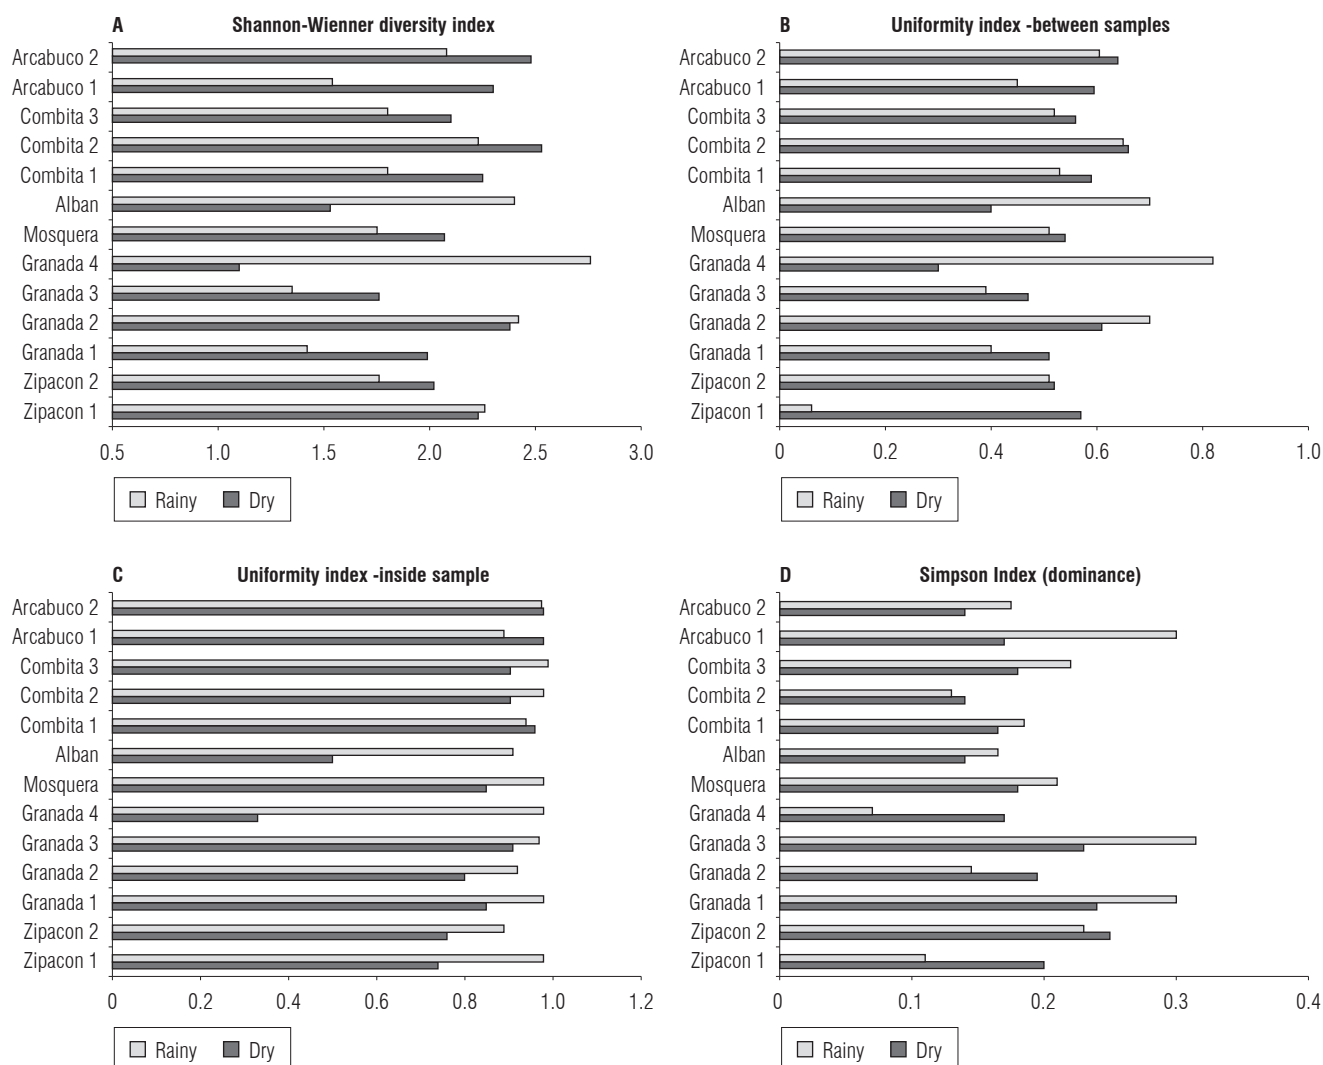 A Shannon-Wienner diversity index
Arcabuco 2
Arcabuco 1
Combita 3
Combita 2
Combita 1
Alban
Mosquera
Granada 4
Granada 3
Granada 2
Granada 1
Zipacon 2
Zipacon 1
0.5 1.0 1.5 2.0 2.5 3.0
Rainy Dry
B Uniformity index -between samples
Arcabuco 2
Arcabuco 1
Combita 3
Combita 2
Combita 1
Alban
Mosquera
Granada 4
Granada 3
Granada 2
Granada 1
Zipacon 2
Zipacon 1
0 0.2 0.4 0.6 0.8 1.0
Rainy Dry
C Uniformity index -inside sample
Arcabuco 2
Arcabuco 1
Combita 3
Combita 2
Combita 1
Alban
Mosquera
Granada 4
Granada 3
Granada 2
Granada 1
Zipacon 2
Zipacon 1
0 0.2 0.4 0.6 0.8 1.0 1.2
Rainy Dry
D Simpson Index (dominance)
Arcabuco 2
Arcabuco 1
Combita 3
Combita 2
Combita 1
Alban
Mosquera
Granada 4
Granada 3
Granada 2
Granada 1
Zipacon 2
Zipacon 1
0 0.1 0.2 0.3 0.4
Rainy Dry